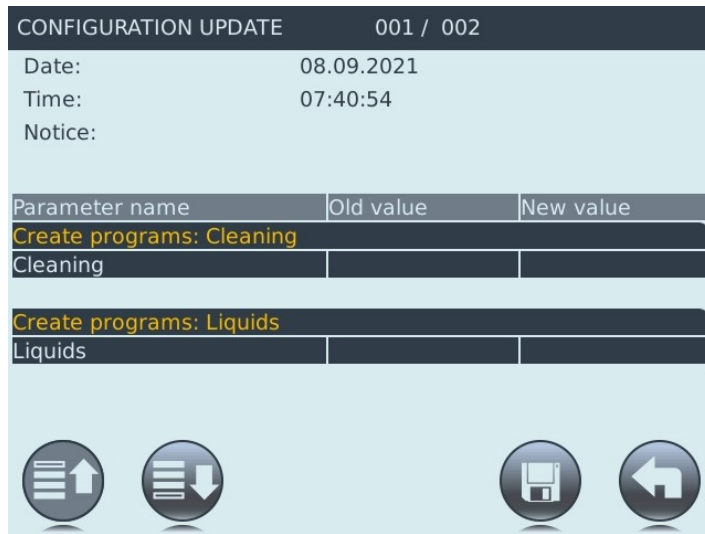 CONFIGURATION UPDATE 001 / 002
Date: 08.09.2021
Time: 07:40:54
Notice:
Parameter name Old value New value
Create programs: Cleaning
Cleaning
Create programs: Liquids
Liquids